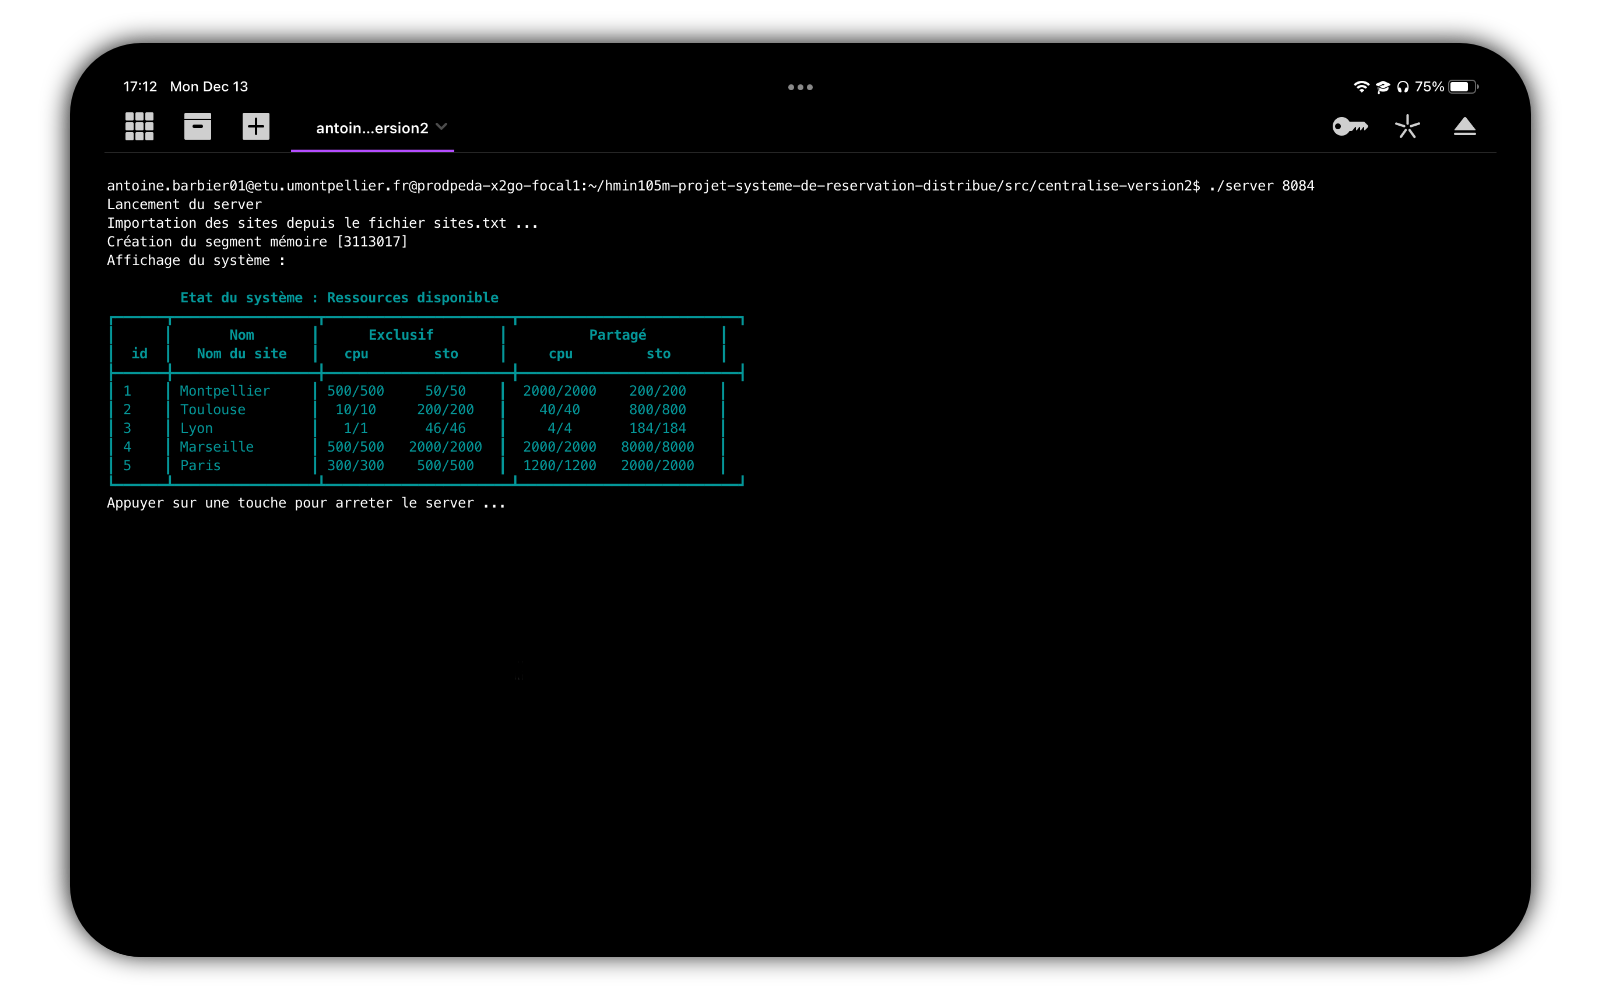 17:12 Mon Dec 13
75%
antoin...ersion2
antoine.barbier01@etu.umontpellier.fr@prodpeda-x2go-focal1:~/hmin105m-projet-systeme-de-reservation-distribue/src/centralise-version2$ ./server 8084
Lancement du server
Importation des sites depuis le fichier sites.txt ...
Création du segment mémoire [3113017]
Affichage du système :
Etat du système : Ressources disponible
Nom Exclusif Partagé
id Nom du site cpu sto cpu sto
1 Montpellier 500/500 50/50 2000/2000 200/200
2 Toulouse 10/10 200/200 40/40 800/800
3 Lyon 1/1 46/46 4/4 184/184
4 Marseille 500/500 2000/2000 2000/2000 8000/8000
5 Paris 300/300 500/500 1200/1200 2000/2000
Appuyer sur une touche pour arreter le server ...